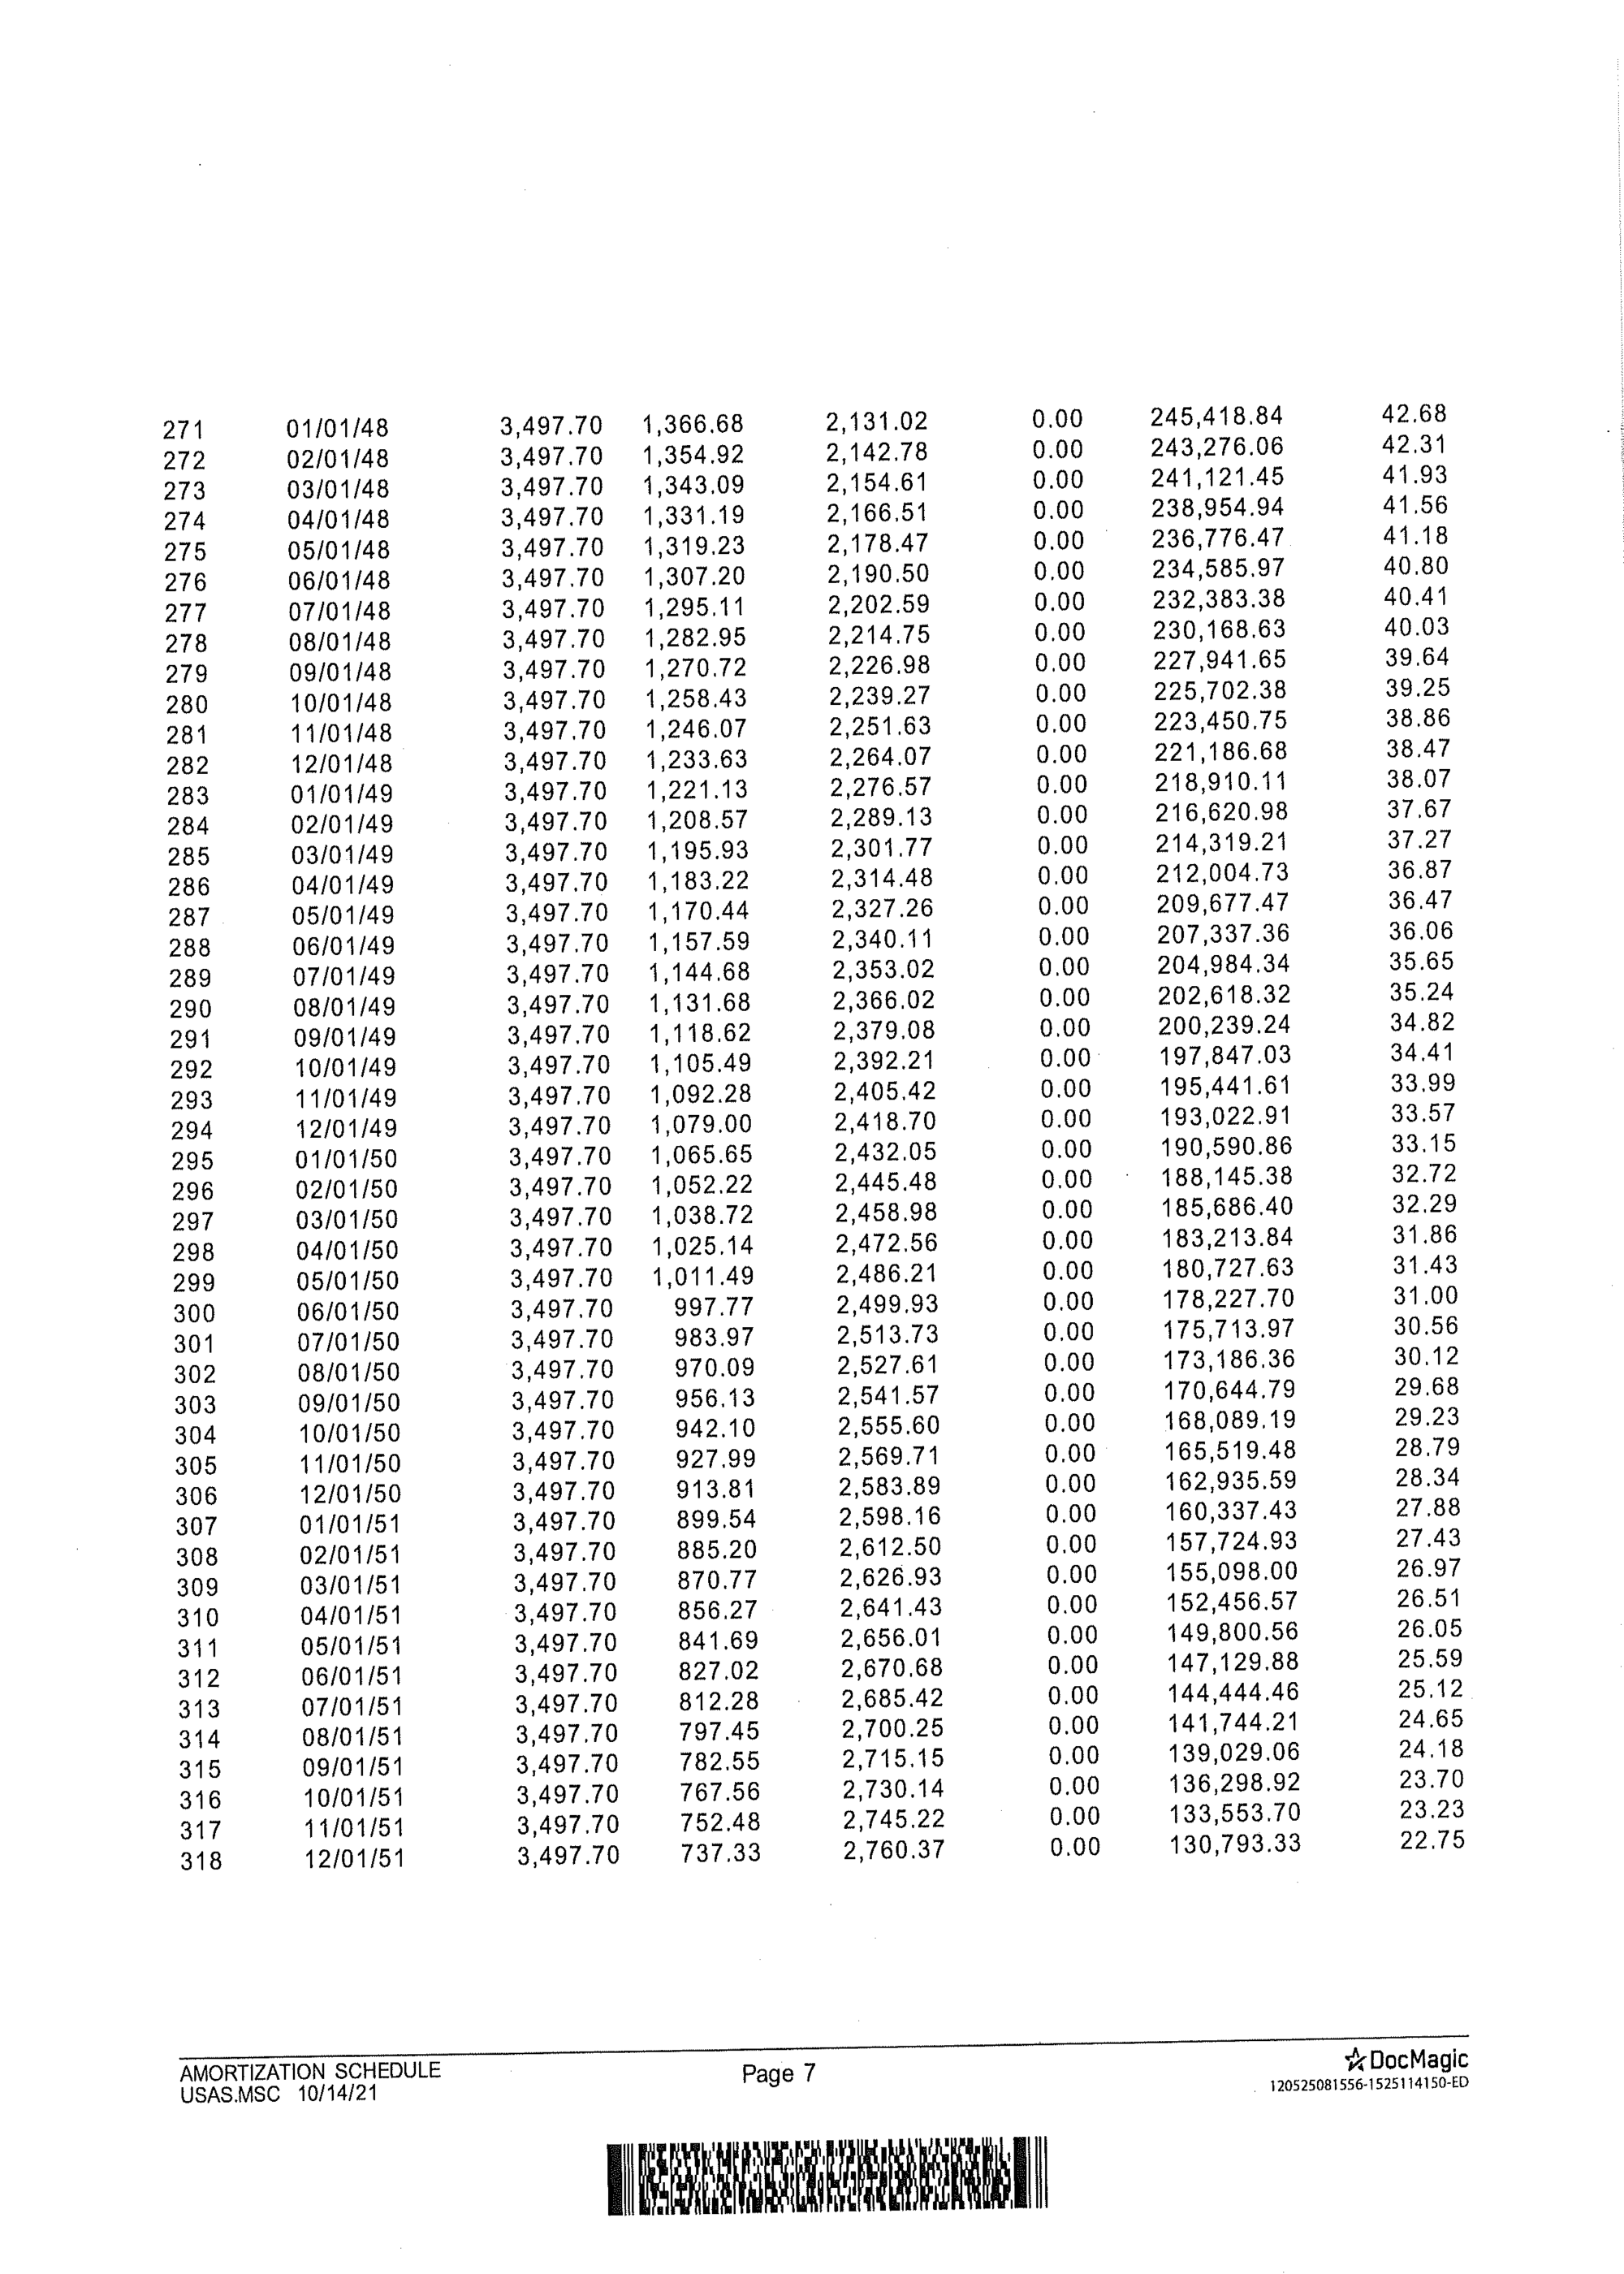 271 01/01/48 3,497.70 1,366.68 2,131.02 0.00 245,418.84 42.68
272 02/01/48 3,497.70 1,354.92 2,142.78 0.00 243,276.06 42.31
273 03/01/48 3,497.70 1,343.09 2,154.61 0.00 241,121.45 41.93
274 04/01/48 3,497.70 1,331.19 2,166.51 0.00 238,954.94 41.56
275 05/01/48 3,497.70 1,319.23 2,178.47 0.00 236,776.47 41.18
276 06/01/48 3,497.70 1,307.20 2,190.50 0.00 234,585.97 40.80
277 07/01/48 3,497.70 1,295.11 2,202.59 0.00 232,383.38 40.41
278 08/01/48 3,497.70 1,282.95 2,214.75 0.00 230,168.63 40.03
279 09/01/48 3,497.70 1,270.72 2,226.98 0.00 227,941.65 39.64
280 10/01/48 3,497.70 1,258.43 2,239.27 0.00 225,702.38 39.25
281 11/01/48 3,497.70 1,246.07 2,251.63 0.00 223,450.75 38.86
282 12/01/48 3,497.70 1,233.63 2,264.07 0.00 221,186.68 38.47
283 01/01/49 3,497.70 1,221.13 2,276.57 0.00 218,910.11 38.07
284 02/01/49 3,497.70 1,208.57 2,289.13 0.00 216,620.98 37.67
285 03/01/49 3,497.70 1,195.93 2,301.77 0.00 214,319.21 37.27
286 04/01/49 3,497.70 1,183.22 2,314.48 0.00 212,004.73 36.87
287 05/01/49 3,497.70 1,170.44 2,327.26 0.00 209,677.47 36.47
288 06/01/49 3,497.70 1,157.59 2,340.11 0.00 207,337.36 36.06
289 07/01/49 3,497.70 1,144.68 2,353.02 0.00 204,984.34 35.65
290 08/01/49 3,497.70 1,131.68 2,366.02 0.00 202,618.32 35.24
291 09/01/49 3,497.70 1,118.62 2,379.08 0.00 200,239.24 34.82
292 10/01/49 3,497.70 1,105.49 2,392.21 0.00 197,847.03 34.41
293 11/01/49 3,497.70 1,092.28 2,405.42 0.00 195,441.61 33.99
294 12/01/49 3,497.70 1,079.00 2,418.70 0.00 193,022.91 33.57
295 01/01/50 3,497.70 1,065.65 2,432.05 0.00 190,590.86 33.15
296 02/01/50 3,497.70 1,052.22 2,445.48 0.00 188,145.38 32.72
297 03/01/50 3,497.70 1,038.72 2,458.98 0.00 185,686.40 32.29
298 04/01/50 3,497.70 1,025.14 2,472.56 0.00 183,213.84 31.86
299 05/01/50 3,497.70 1,011.49 2,486.21 0.00 180,727.63 31.43
300 06/01/50 3,497.70 997.77 2,499.93 0.00 178,227.70 31.00
301 07/01/50 3,497.70 983.97 2,513.73 0.00 175,713.97 30.56
302 08/01/50 3,497.70 970.09 2,527.61 0.00 173,186.36 30.12
303 09/01/50 3,497.70 956.13 2,541.57 0.00 170,644.79 29.68
304 10/01/50 3,497.70 942.10 2,555.60 0.00 168,089.19 29.23
305 11/01/50 3,497.70 927.99 2,569.71 0.00 165,519.48 28.79
306 12/01/50 3,497.70 913.81 2,583.89 0.00 162,935.59 28.34
307 01/01/51 3,497.70 899.54 2,598.16 0.00 160,337.43 27.88
308 02/01/51 3,497.70 885.20 2,612.50 0.00 157,724.93 27.43
309 03/01/51 3,497.70 870.77 2,626.93 0.00 155,098.00 26.97
310 04/01/51 3,497.70 856.27 2,641.43 0.00 152,456.57 26.51
311 05/01/51 3,497.70 841.69 2,656.01 0.00 149,800.56 26.05
312 06/01/51 3,497.70 827.02 2,670.68 0.00 147,129.88 25.59
313 07/01/51 3,497.70 812.28 2,685.42 0.00 144,444.46 25.12
314 08/01/51 3,497.70 797.45 2,700.25 0.00 141,744.21 24.65
315 09/01/51 3,497.70 782.55 2,715.15 0.00 139,029.06 24.18
316 10/01/51 3,497.70 767.56 2,730.14 0.00 136,298.92 23.70
317 11/01/51 3,497.70 752.48 2,745.22 0.00 133,553.70 23.23
318 12/01/51 3,497.70 737.33 2,760.37 0.00 130,793.33 22.75
AMORTIZATION SCHEDULE
USAS.MSC 10/14/21
Page 7
DocMagic
120525081556-1525114150-ED